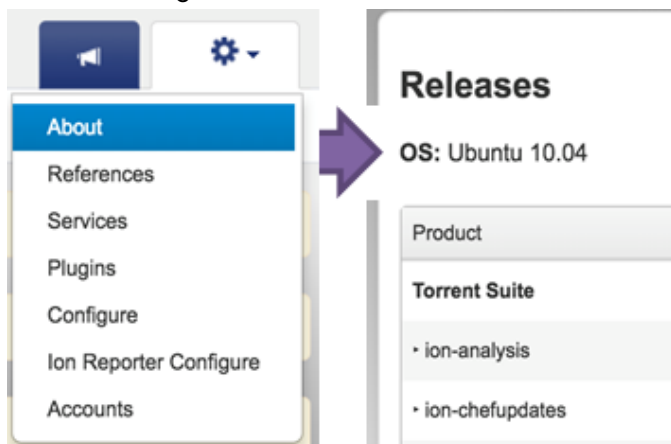 About
References
Services
Plugins
Configure
Ion Reporter Configure
Accounts
Releases
OS: Ubuntu 10.04
Product
Torrent Suite
‣ ion-analysis
‣ ion-chefupdates